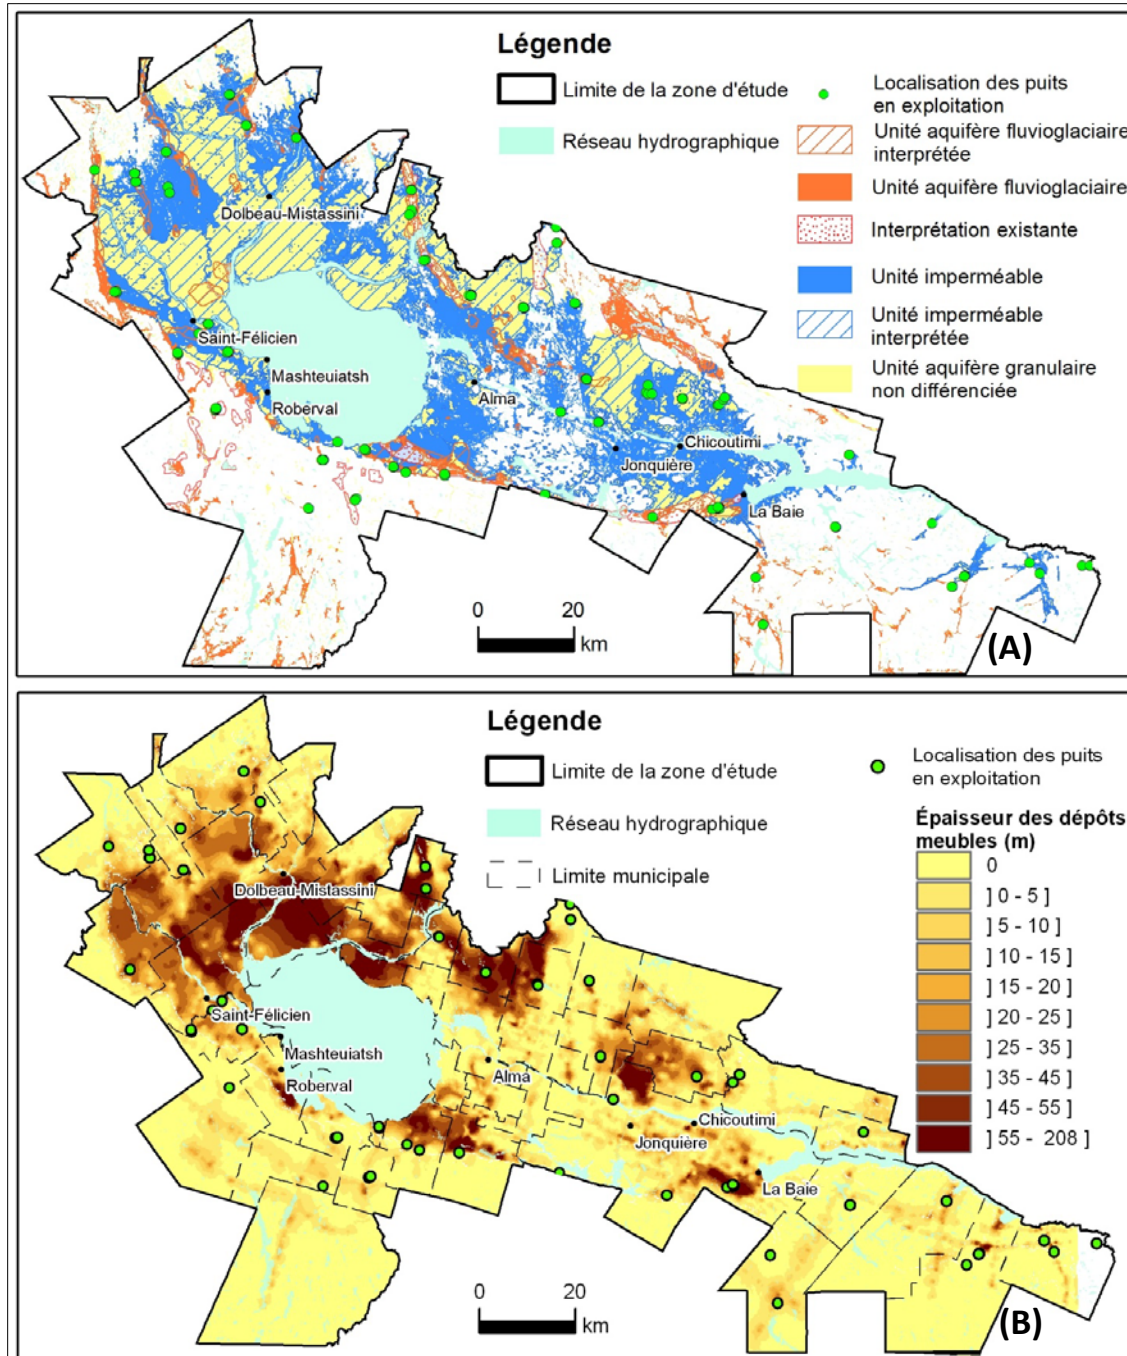 Légende
Limite de la zone d'étude
Réseau hydrographique
Localisation des puits
en exploitation
Unité aquifère fluvioglaciaire
interprétée
Unité aquifère fluvioglaciaire
Interprétation existante
Unité imperméable
Unité imperméable
interprétée
Unité aquifère granulaire
non différenciée
Dolbeau-Mistassini
Saint-Félicien
Mashteuiatsh
Roberval
Alma
Chicoutimi
Jonquière
La Baie
0 20
km
(A)
Légende
Limite de la zone d'étude
Réseau hydrographique
Limite municipale
Localisation des puits
en exploitation
Épaisseur des dépôts
meubles (m)
0
] 0 - 5 ]
] 5 - 10 ]
] 10 - 15 ]
] 15 - 20 ]
] 20 - 25 ]
] 25 - 35 ]
] 35 - 45 ]
] 45 - 55 ]
] 55 - 208 ]
Dolbeau-Mistassini
Saint-Félicien
Mashteuiatsh
Roberval
Alma
Chicoutimi
Jonquière
La Baie
0 20
km
(B)